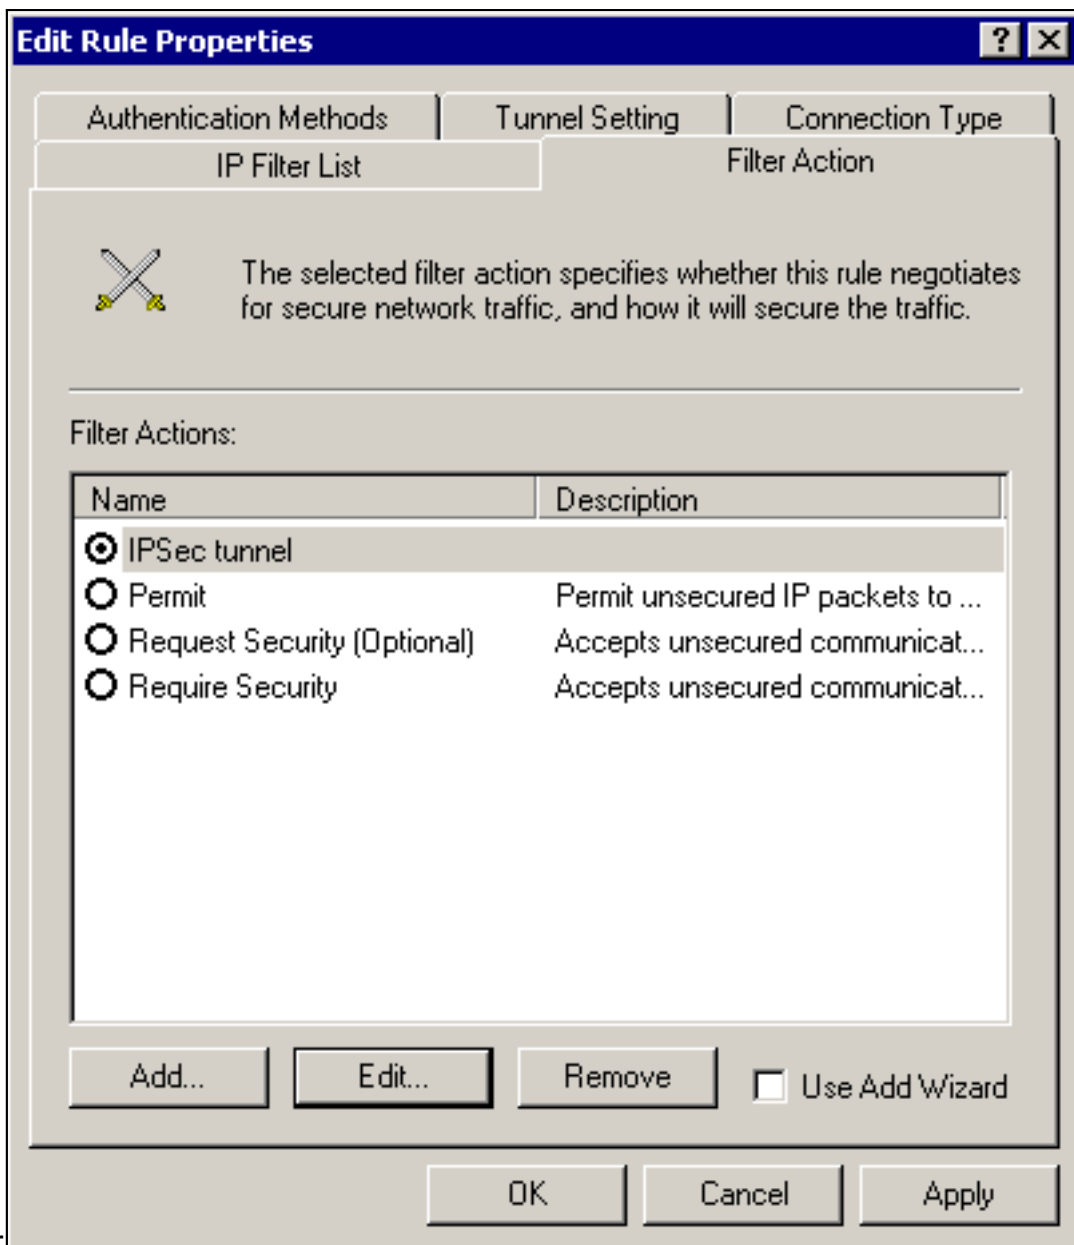 Edit Rule Properties
Authentication Methods Tunnel Setting Connection Type
IP Filter List Filter Action
The selected filter action specifies whether this rule negotiates
for secure network traffic, and how it will secure the traffic.
Filter Actions:
Name Description
IPSec tunnel
Permit Permit unsecured IP packets to ...
Request Security (Optional) Accepts unsecured communicat...
Require Security Accepts unsecured communicat...
Add... Edit... Remove Use Add Wizard
OK Cancel Apply